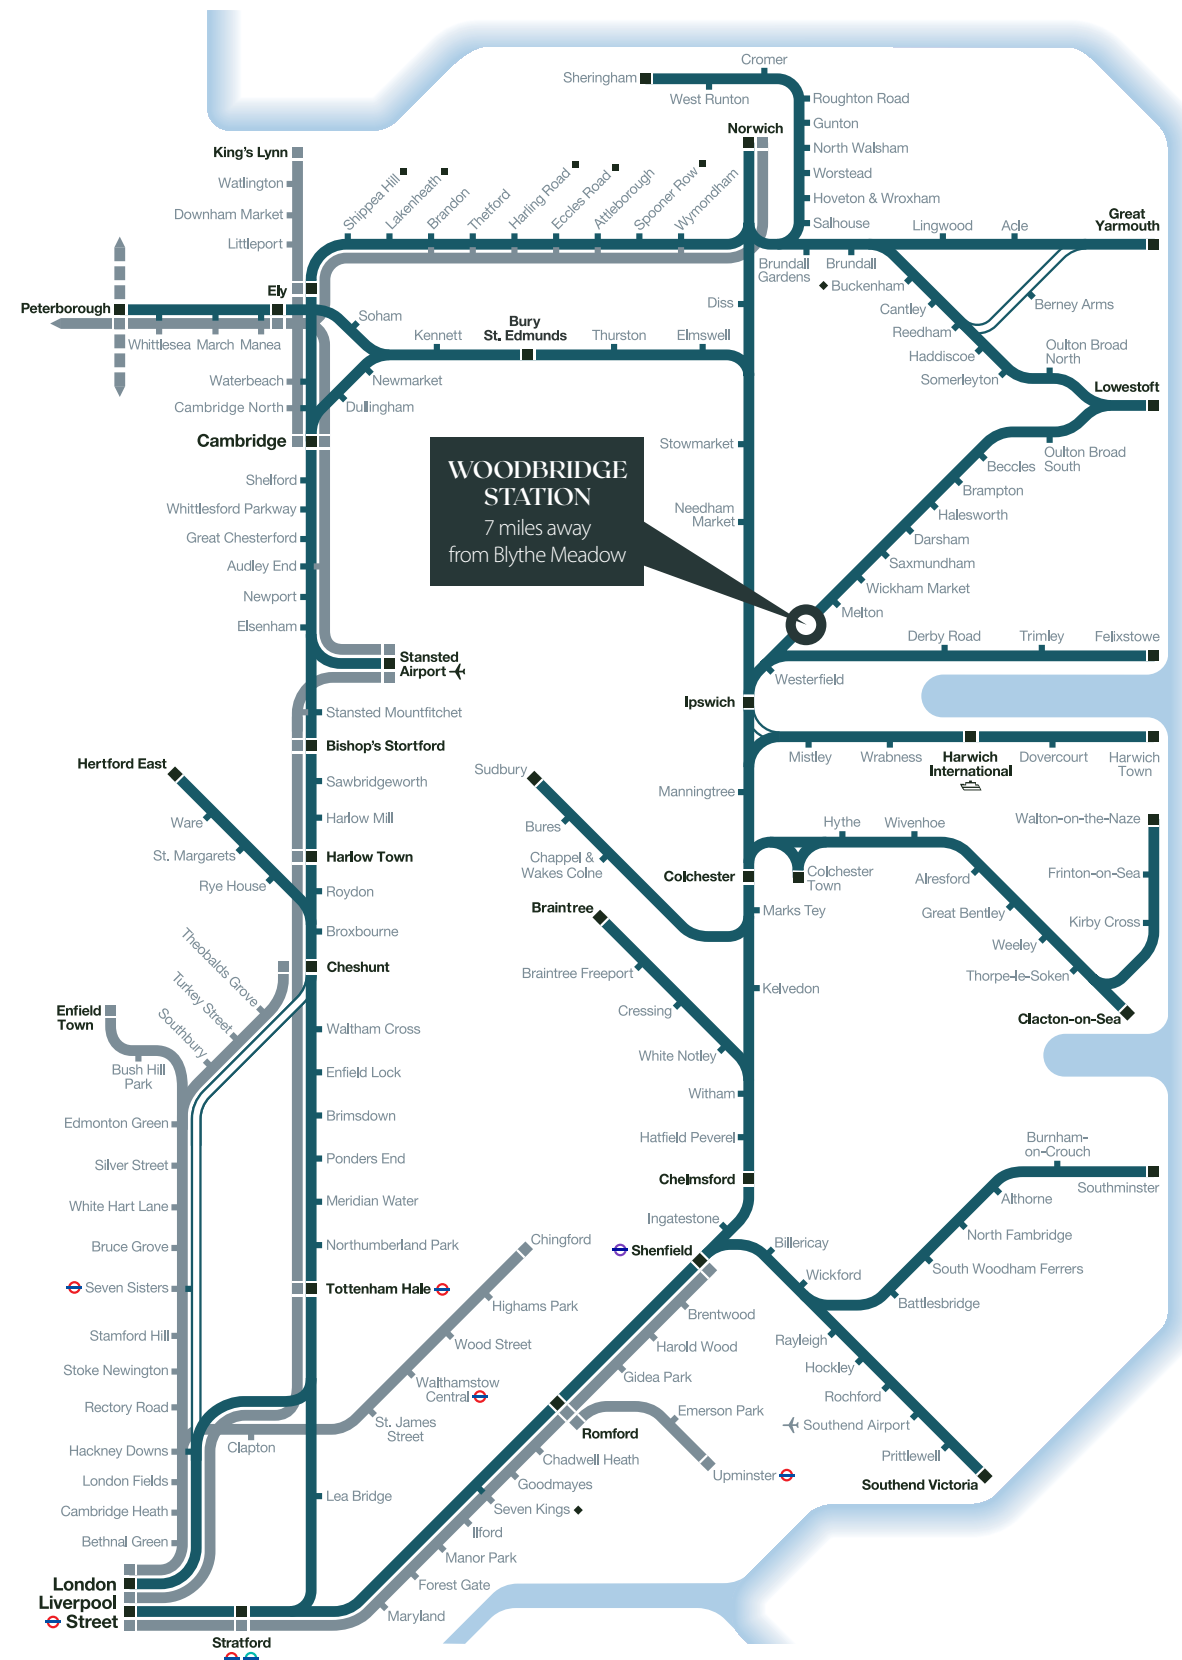 Cromer
Sheringham
West Runton
Roughton Road
Gunton
North Walsham
Worstead
Hoveton & Wroxham
Salhouse
Norwich
King's Lynn
Watlington
Downham Market
Littleport
Ely
Shippea Hill
Lakenheath
Brandon
Thetford
Harling Road
Eccles Road
Attleborough
Spooner Row
Wymondham
Lingwood
Acle
Great
Yarmouth
Brundall
Gardens
Brundall
Buckenham
Cantley
Reedham
Haddiscoe
Somerleyton
Berney Arms
Oulton Broad
North
Lowestoft
Oulton Broad
South
Beccles
Brampton
Halesworth
Darsham
Saxmundham
Wickham Market
Melton
Peterborough
Whittlesea
March
Manea
Soham
Kennett
Bury
St. Edmunds
Thurston
Elmswell
Diss
Newmarket
Dullingham
Waterbeach
Cambridge North
Cambridge
Shelford
Whittlesford Parkway
Great Chesterford
Audley End
Newport
Elsenham
Stansted
Airport
Stansted Mountfitchet
Bishop's Stortford
Sawbridgeworth
Harlow Mill
Harlow Town
Roydon
Broxbourne
Cheshunt
Waltham Cross
Enfield Lock
Brimsdown
Ponders End
Meridian Water
Northumberland Park
Tottenham Hale
Lea Bridge
WOODBRIDGE
STATION
7 miles away
from Blythe Meadow
Stowmarket
Needham
Market
Derby Road
Trimley
Felixstowe
Westerfield
Ipswich
Mistley
Wrabness
Harwich
International
Dovercourt
Harwich
Town
Manningtree
Hertford East
Ware
St. Margarets
Rye House
Sudbury
Bures
Chappel &
Wakes Colne
Colchester
Colchester
Town
Hythe
Wivenhoe
Alresford
Great Bentley
Weeley
Thorpe-le-Soken
Clacton-on-Sea
Walton-on-the-Naze
Frinton-on-Sea
Kirby Cross
Marks Tey
Kelvedon
Braintree
Braintree Freeport
Cressing
White Notley
Witham
Hatfield Peverel
Chelmsford
Ingatestone
Shenfield
Theobalds Grove
Turkey Street
Southbury
Enfield
Town
Bush Hill
Park
Edmonton Green
Silver Street
White Hart Lane
Bruce Grove
Seven Sisters
Stamford Hill
Stoke Newington
Rectory Road
Hackney Downs
London Fields
Cambridge Heath
Bethnal Green
London
Liverpool
Street
Stratford
Clapton
St. James
Street
Walthamstow
Central
Wood Street
Highams Park
Chingford
Brentwood
Harold Wood
Gidea Park
Romford
Emerson Park
Upminster
Chadwell Heath
Goodmayes
Seven Kings
Ilford
Manor Park
Forest Gate
Maryland
Billericay
Wickford
Rayleigh
Hockley
Rochford
Southend Airport
Prittlewell
Southend Victoria
Battlesbridge
South Woodham Ferrers
North Fambridge
Althorne
Burnham-
on-Crouch
Southminster